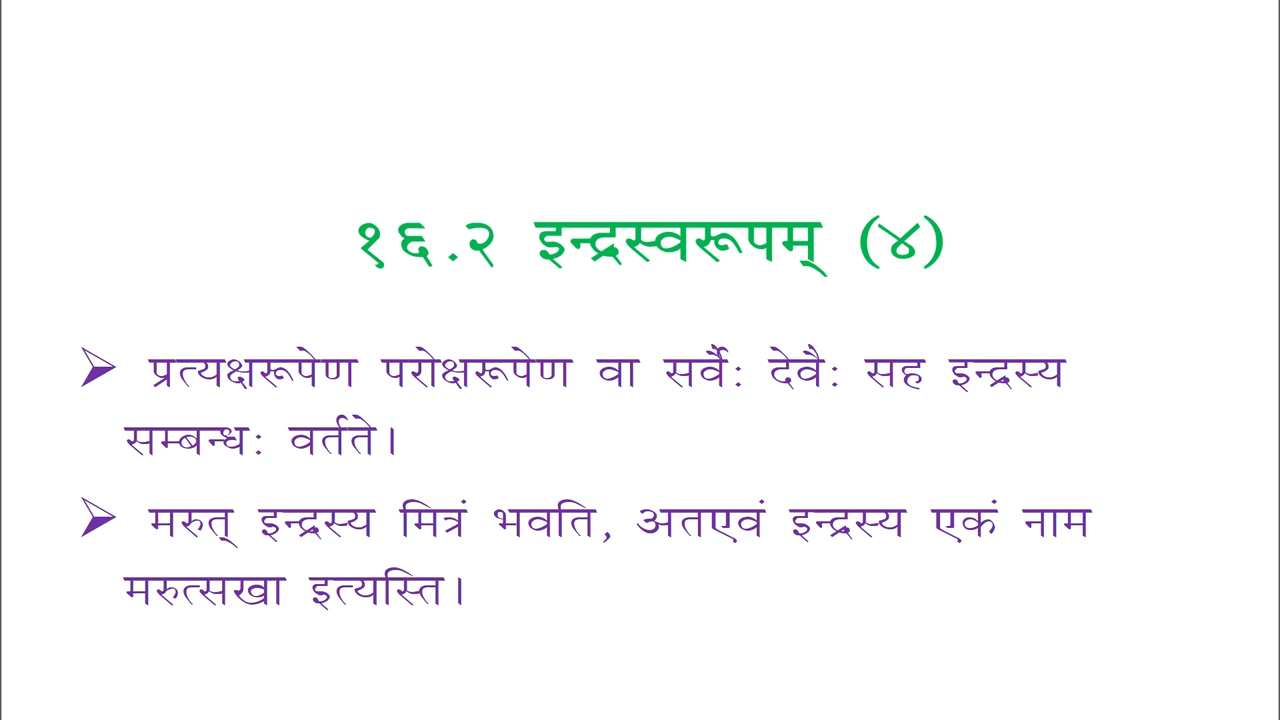 १६.२ इन्द्रस्वरूपम् (४)
प्रत्यक्षरूपेण परोक्षरूपेण वा सर्वैः देवैः सह इन्द्रस्य
सम्बन्धः वर्तते।
मरुत् इन्द्रस्य मित्रं भवति, अतएवं इन्द्रस्य एकं नाम
मरुत्सखा इत्यस्ति।